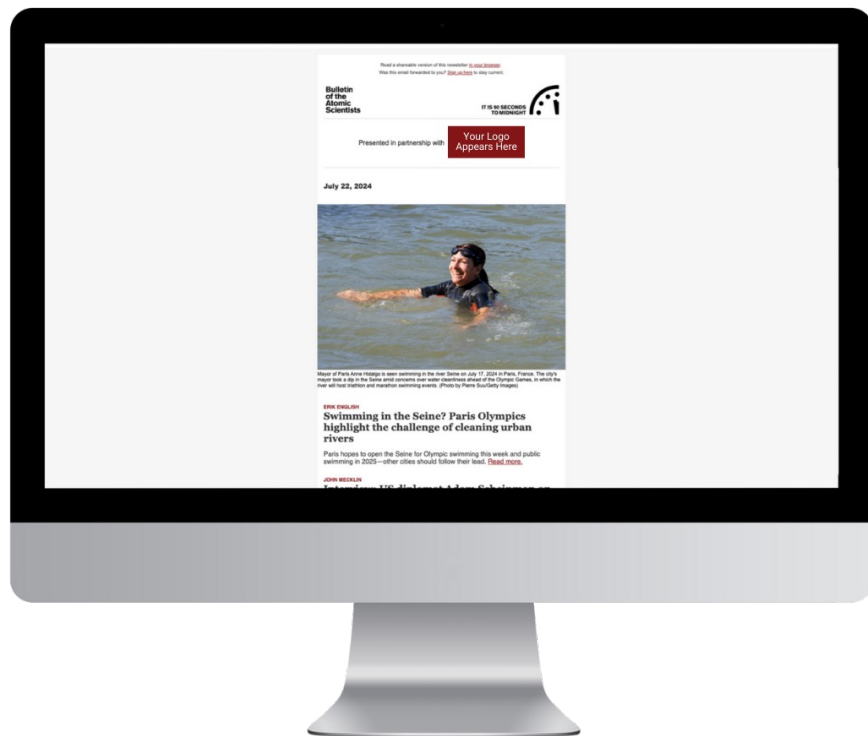 Read a shareable version of this newsletter in your browser.
Was this email forwarded to you? Sign up here to stay current.
Bulletin
of the
Atomic
Scientists
IT IS 90 SECONDS
TO MIDNIGHT
Presented in partnership with
Your Logo
Appears Here
July 22, 2024
Mayor of Paris Anne Hidalgo is seen swimming in the river Seine on July 17, 2024 in Paris, France. The city's
mayor took a dip in the Seine amid concerns over water cleanliness ahead of the Olympic Games, in which the
river will host triathlon and marathon swimming events. (Photo by Pierre Suu/Getty Images)
ERIK ENGLISH
Swimming in the Seine? Paris Olympics
highlight the challenge of cleaning urban
rivers
Paris hopes to open the Seine for Olympic swimming this week and public
swimming in 2025—other cities should follow their lead. Read more.
JOHN MECKLIN
Interview: US diplomat Adam Scheinman on